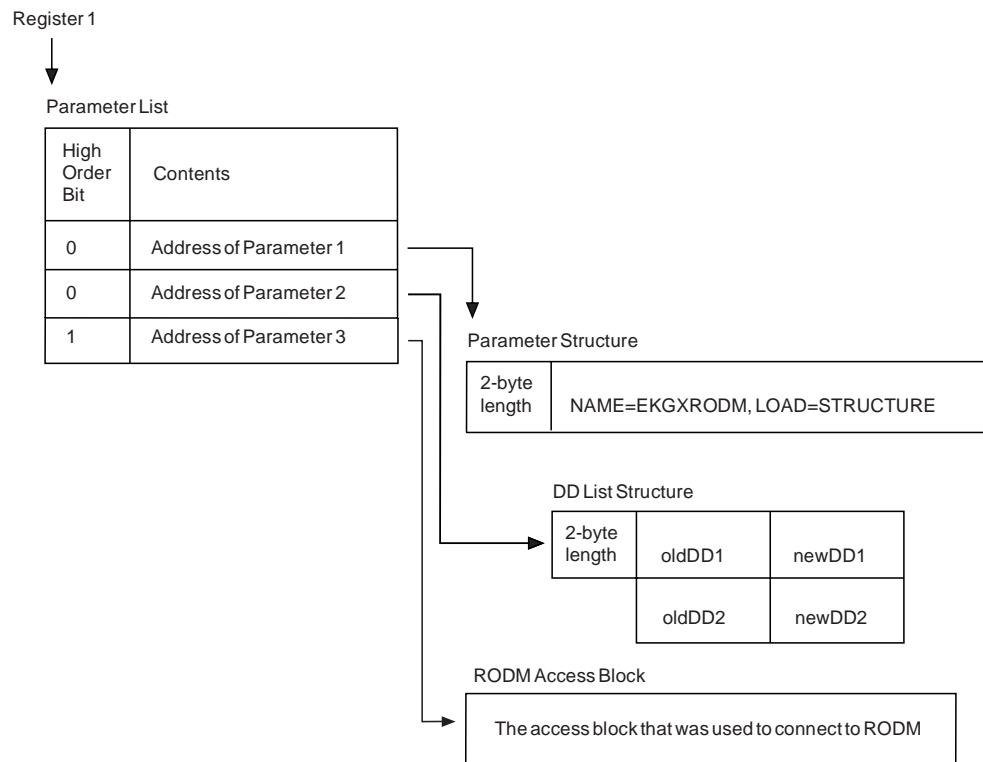 Register 1
Parameter List
High
Order
Bit
Contents
0
Address of Parameter 1
0
Address of Parameter 2
1
Address of Parameter 3
Parameter Structure
2-byte
length
NAME=EKGXRODM, LOAD=STRUCTURE
DD List Structure
2-byte
length
oldDD1
newDD1
oldDD2
newDD2
RODM Access Block
The access block that was used to connect to RODM